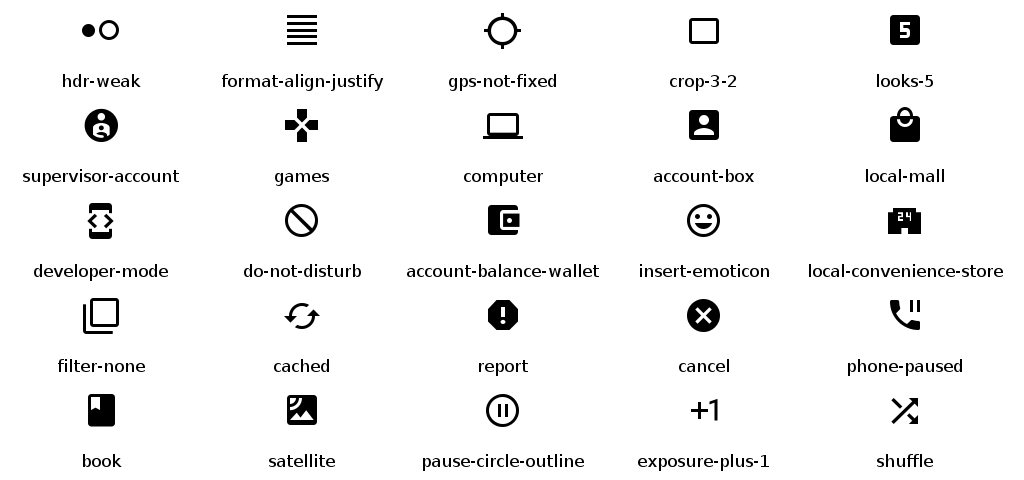 hdr-weak format-align-justify gps-not-fixed crop-3-2 looks-5
supervisor-account games computer account-box local-mall
24
developer-mode do-not-disturb account-balance-wallet insert-emoticon local-convenience-store
filter-none cached report cancel phone-paused
+1
book satellite pause-circle-outline exposure-plus-1 shuffle